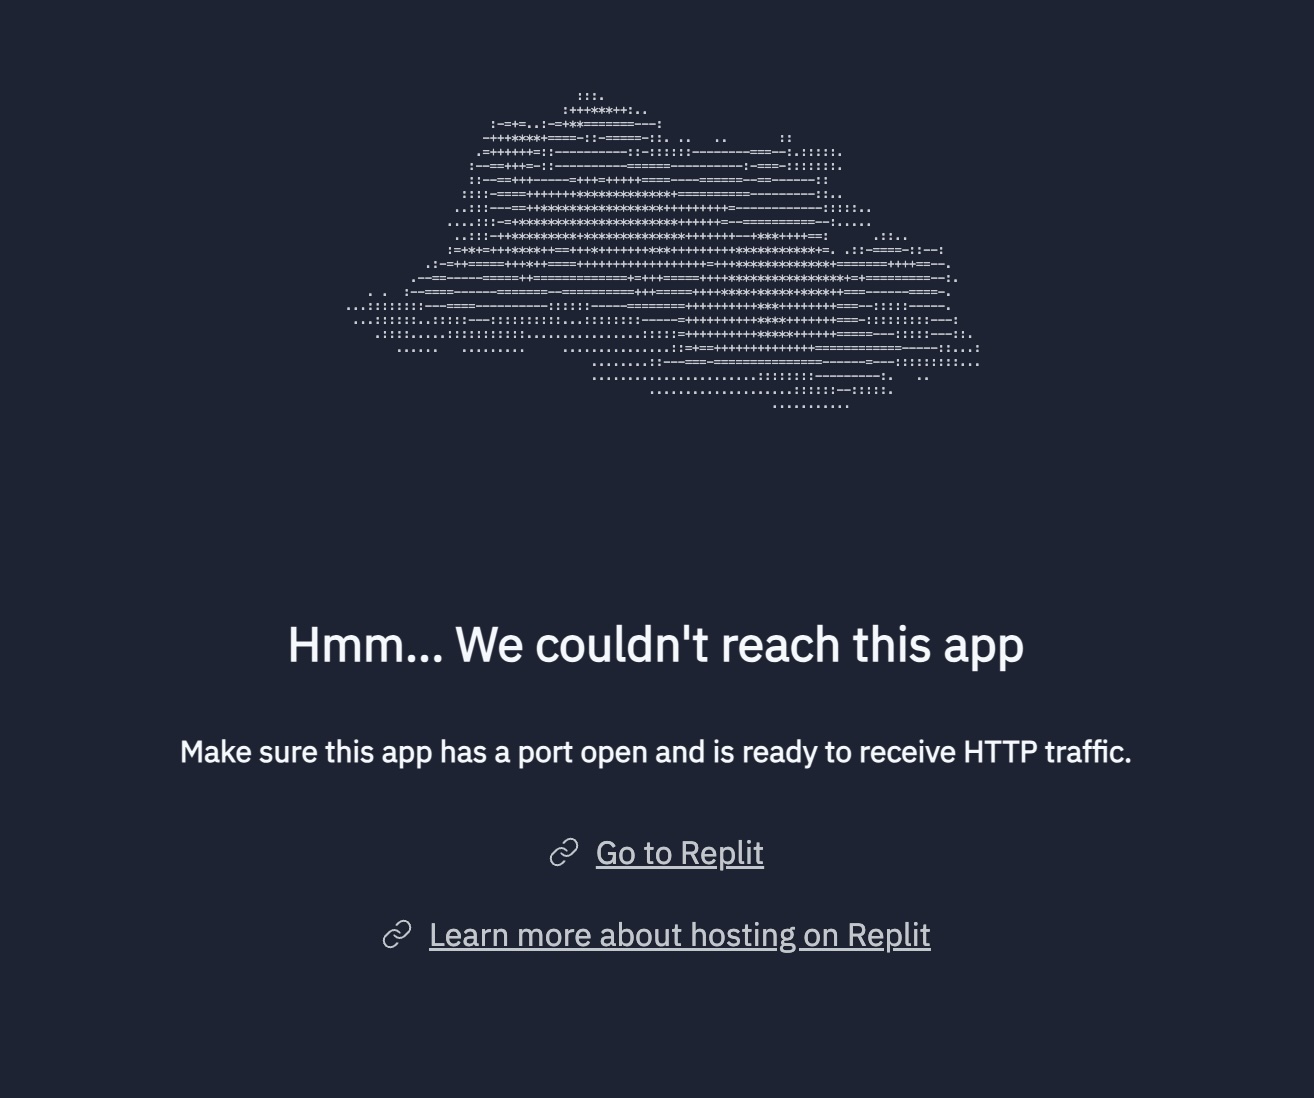 Hmm... We couldn't reach this app
Make sure this app has a port open and is ready to receive HTTP traffic.
Go to Replit
Learn more about hosting on Replit